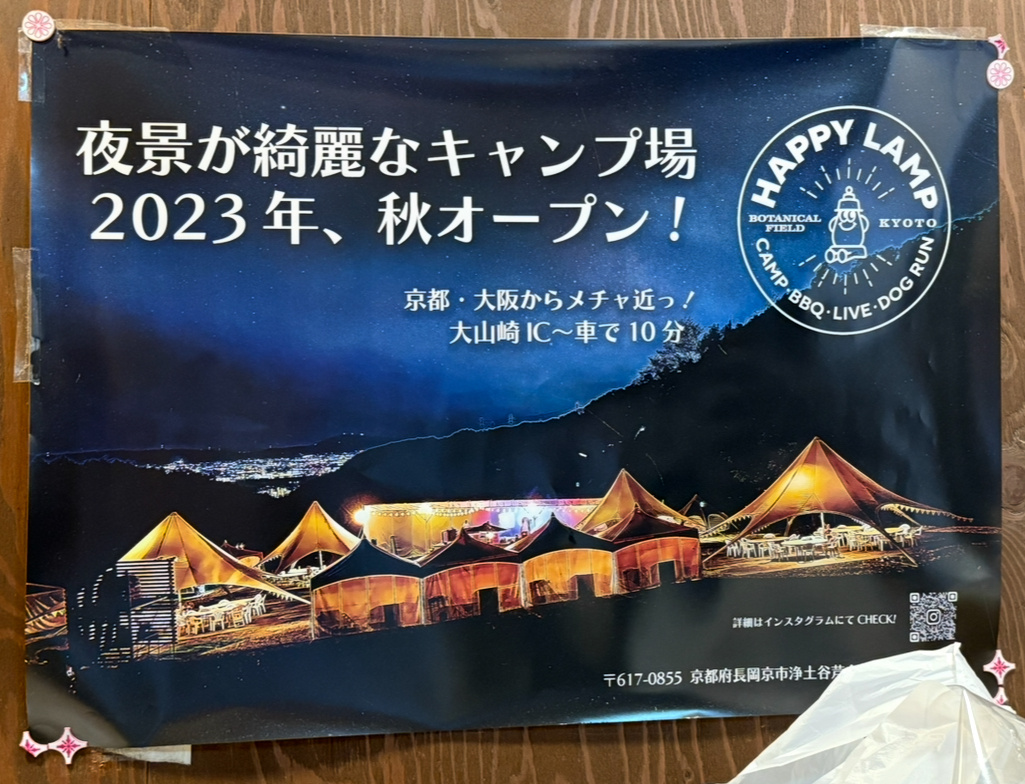 夜景が綺麗なキャンプ場
2023年、秋オープン！
京都・大阪からメチャ近っ！
大山崎IC〜車で10分
HAPPY LAMP
BOTANICAL
FIELD
KYOTO
CAMP・BBQ・LIVE・DOG RUN
詳細はインスタグラムにてCHECK!
〒617-0855 京都府長岡京市浄土谷